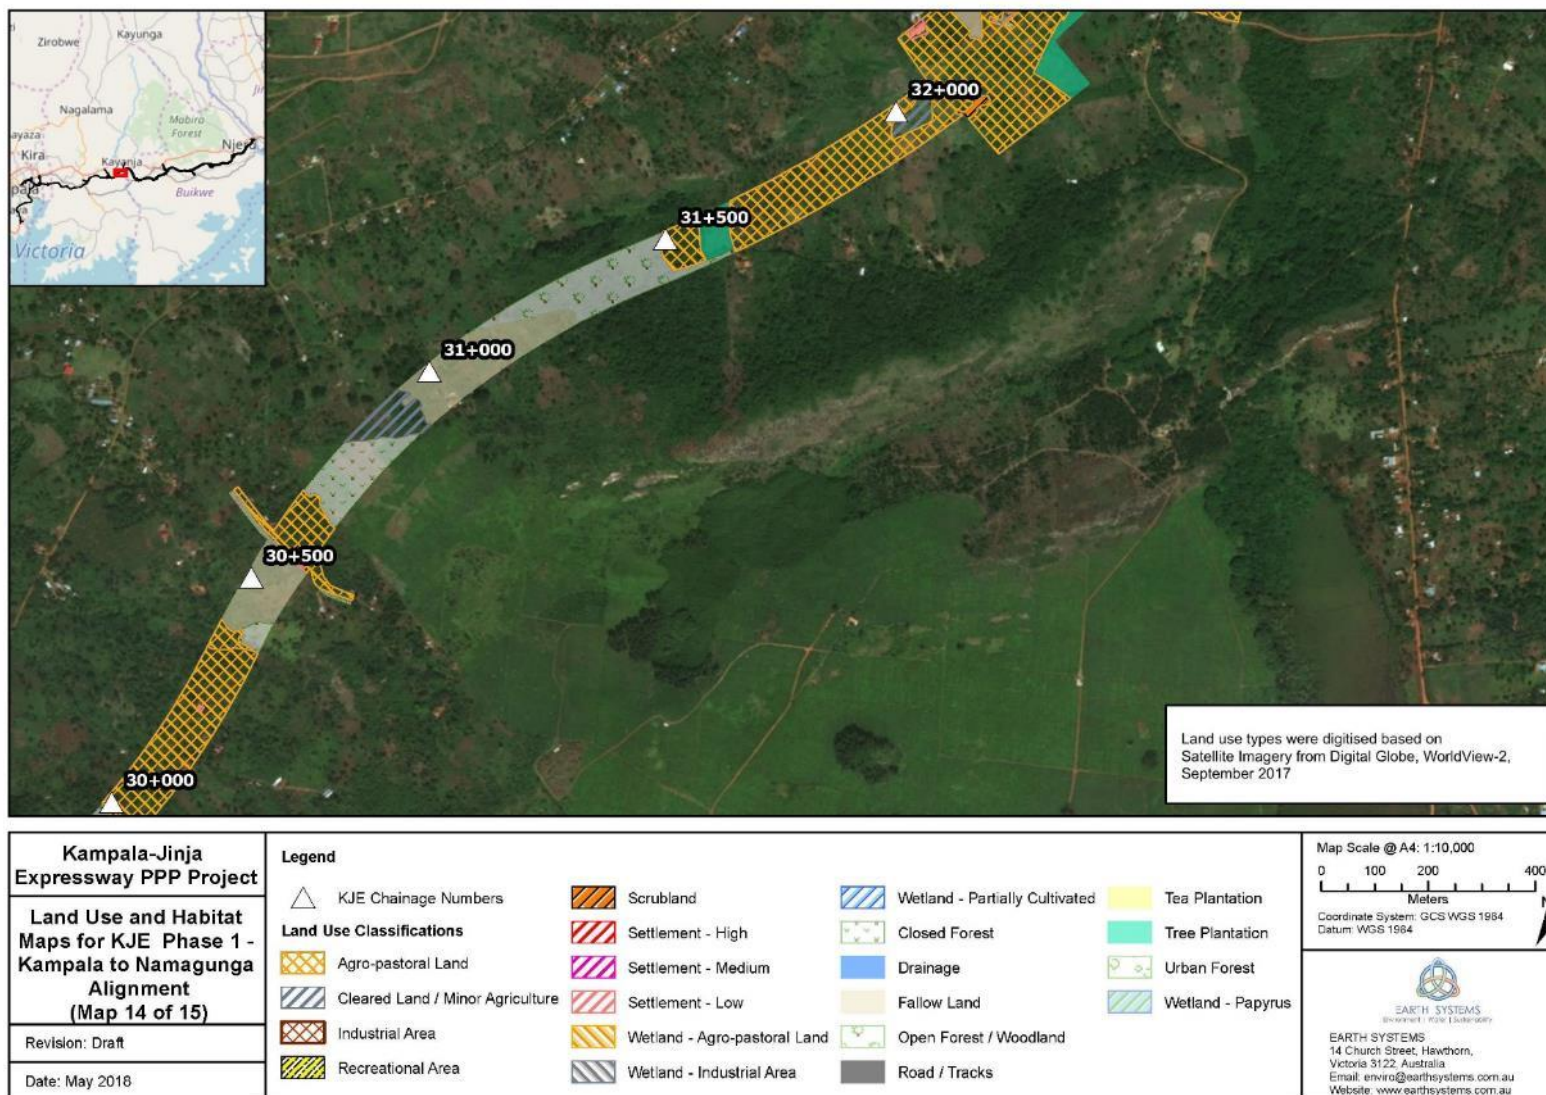 Zirobwe
Kayunga
Nagalama
Mabira
Forest
ayaza
Kira
Kayanja
Njeru
Buikwe
Victoria
32+000
31+500
31+000
30+500
30+000
Land use types were digitised based on
Satellite Imagery from Digital Globe, WorldView-2,
September 2017
Kampala-Jinja
Expressway PPP Project
Land Use and Habitat
Maps for KJE Phase 1 -
Kampala to Namagunga
Alignment
(Map 14 of 15)
Revision: Draft
Date: May 2018
Legend
KJE Chainage Numbers
Land Use Classifications
Agro-pastoral Land
Cleared Land / Minor Agriculture
Industrial Area
Recreational Area
Scrubland
Settlement - High
Settlement - Medium
Settlement - Low
Wetland - Agro-pastoral Land
Wetland - Industrial Area
Wetland - Partially Cultivated
Closed Forest
Drainage
Fallow Land
Open Forest / Woodland
Road / Tracks
Tea Plantation
Tree Plantation
Urban Forest
Wetland - Papyrus
Map Scale @ A4: 1:10,000
0 100 200 400
Meters
Coordinate System: GCS WGS 1984
Datum: WGS 1984
N
EARTH SYSTEMS
Environment | Water | Sustainability
EARTH SYSTEMS
14 Church Street, Hawthorn,
Victoria 3122, Australia
Email: enviro@earthsystems.com.au
Website: www.earthsystems.com.au